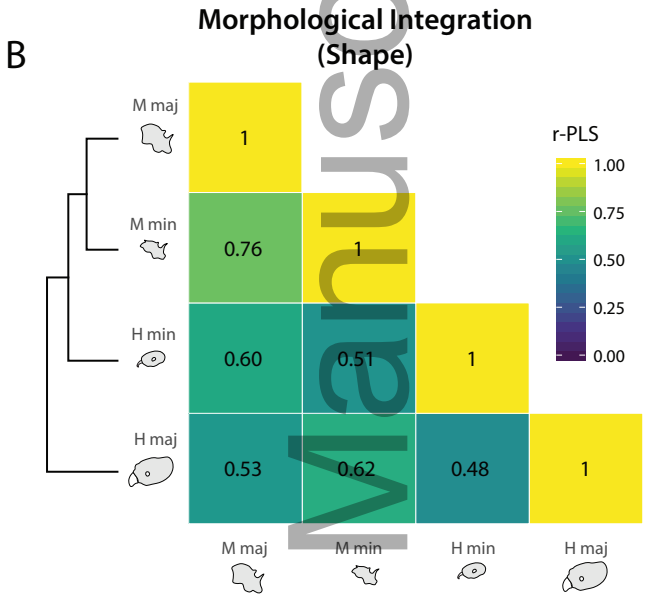 Morphological Integration
(Shape)
B
M maj
1
M min
0.76
1
H min
0.60
0.51
1
H maj
0.53
0.62
0.48
1
M maj
M min
H min
H maj
r-PLS
1.00
0.75
0.50
0.25
0.00
Manusc